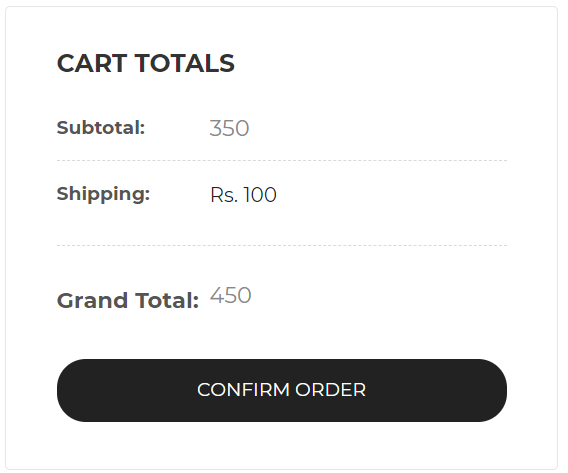 CART TOTALS
Subtotal: 350
Shipping: Rs. 100
Grand Total: 450
CONFIRM ORDER